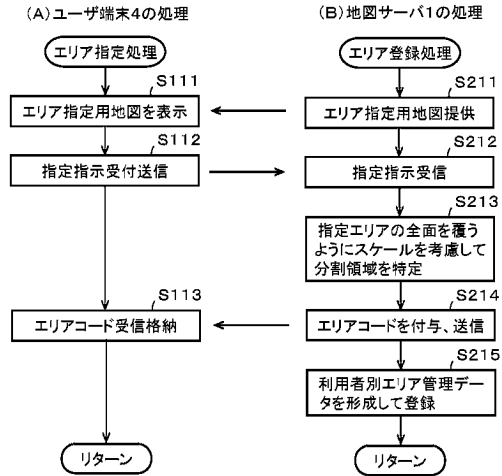 (A)ユーザ端末4の処理
エリア指定処理
S111
エリア指定用地図を表示
S112
指定指示受付送信
S113
エリアコード受信格納
リターン
(B)地図サーバ1の処理
エリア登録処理
S211
エリア指定用地図提供
S212
指定指示受信
S213
指定エリアの全面を覆う
ようにスケールを考慮して
分割領域を特定
S214
エリアコードを付与、送信
S215
利用者別エリア管理デー
タを形成して登録
リターン